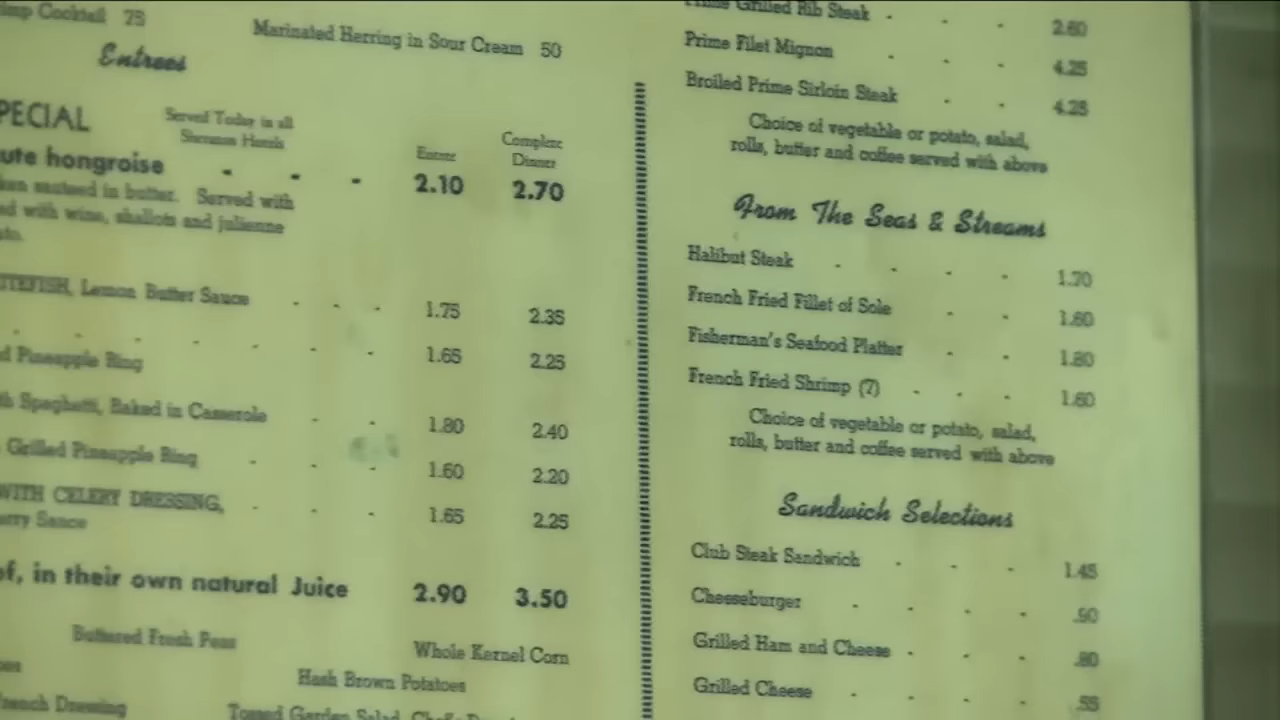 Cocktail 75
Marinated Herring in Sour Cream 50
Entrees
PECIAL
Served Today in all
Hotels
Entree
Complete
Dinner
ute hongroise - - - 2.10 2.70
ken sauteed in butter. Served with
ed with wine, shallots and julienne
TEFISH, Lemon Butter Sauce - - - 1.75 2.35
- - - - - - - 1.65 2.25
d Pineapple Ring
th Spaghetti, Baked in Casserole - - 1.80 2.40
Grilled Pineapple Ring - - - 1.60 2.20
WITH CELERY DRESSING, - - - 1.65 2.25
rry Sauce
ef, in their own natural Juice 2.90 3.50
Buttered Fresh Peas
Whole Kernel Corn
Hash Brown Potatoes
French Dressing
Tossed Garden Salad, Chef's
Prime Grilled Rib Steak - - - 2.60
Prime Filet Mignon - - - 4.25
Broiled Prime Sirloin Steak - - 4.25
Choice of vegetable or potato, salad,
rolls, butter and coffee served with above
From The Seas & Streams
Halibut Steak - - - - 1.70
French Fried Fillet of Sole - - 1.60
Fisherman's Seafood Platter - - 1.80
French Fried Shrimp (7) - - - 1.60
Choice of vegetable or potato, salad,
rolls, butter and coffee served with above
Sandwich Selections
Club Steak Sandwich - - - 1.45
Cheeseburger - - - - .90
Grilled Ham and Cheese - - - .80
Grilled Cheese - - - - .55